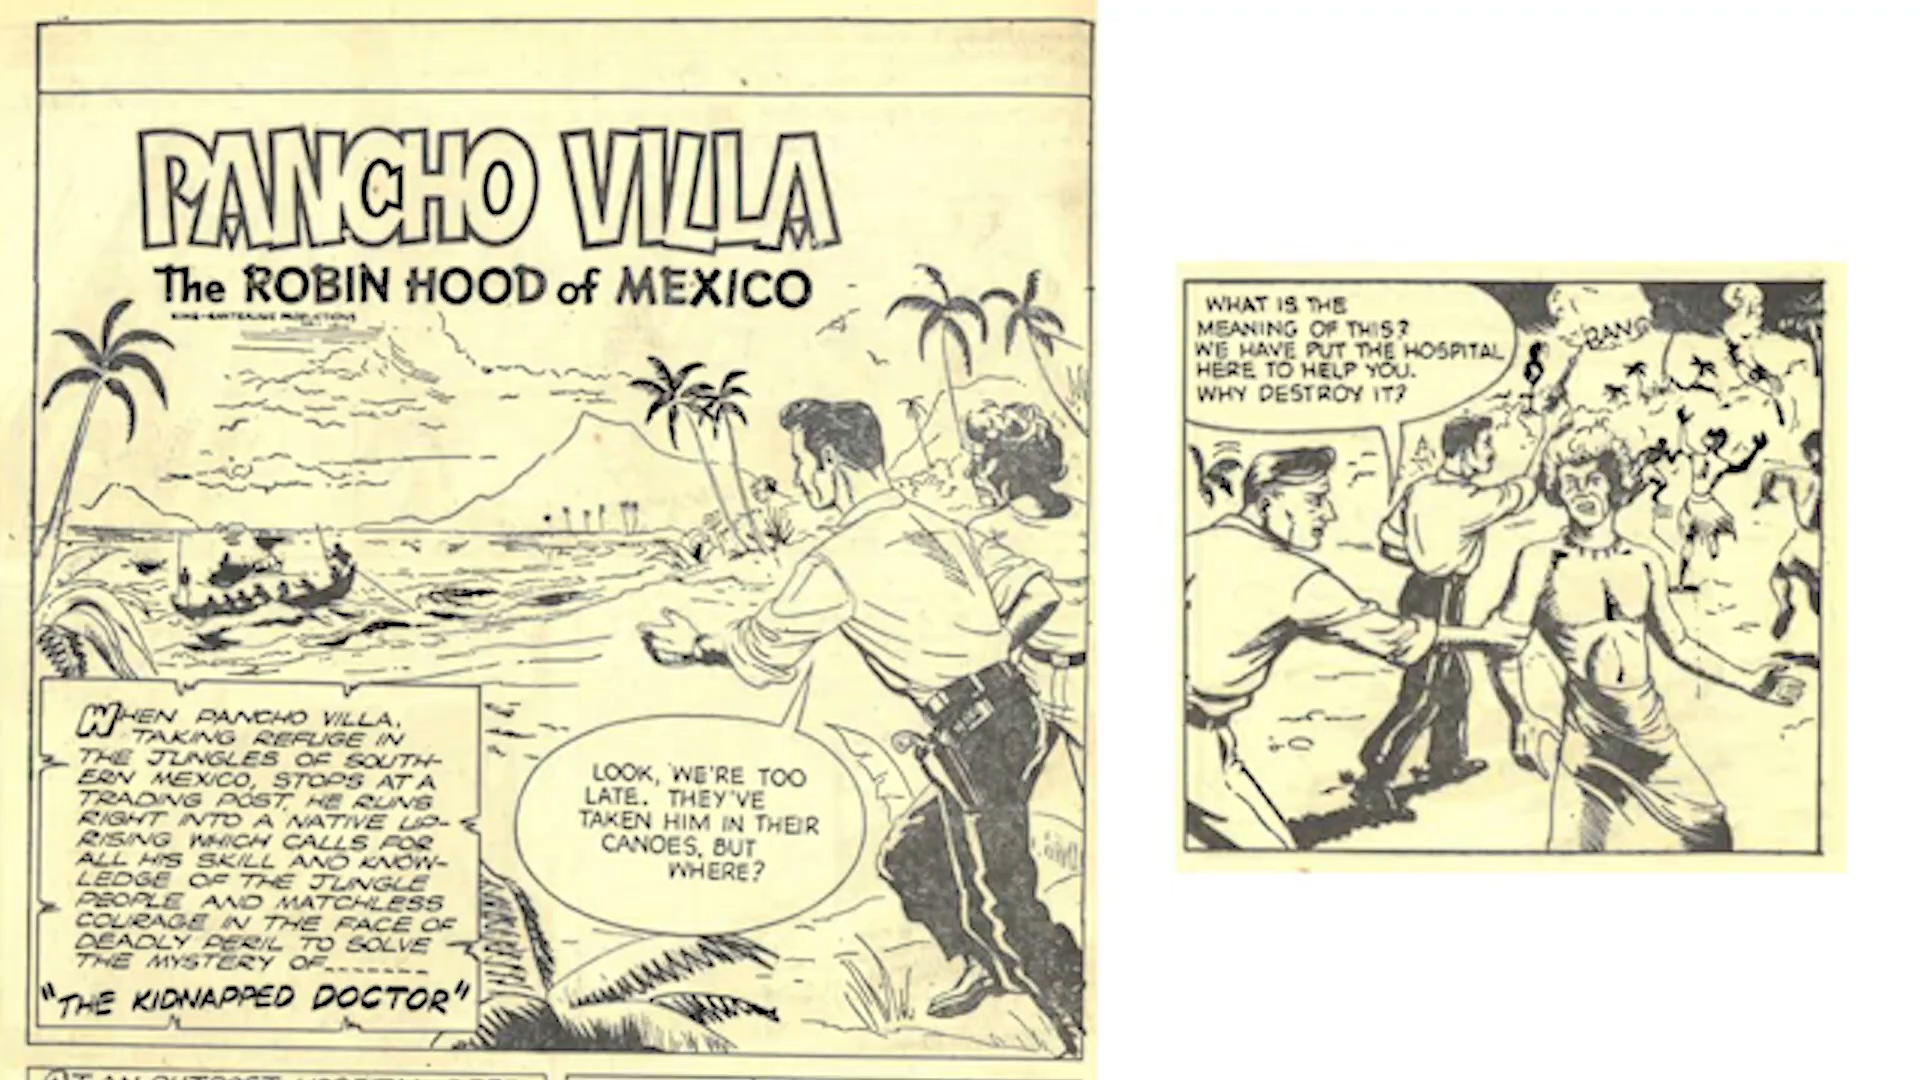 PANCHO VILLA
The ROBIN HOOD of MEXICO
WHEN PANCHO VILLA,
TAKING REFUGE IN
THE JUNGLES OF SOUTH-
ERN MEXICO, STOPS AT A
TRADING POST, HE RUNS
RIGHT INTO A NATIVE UP-
RISING WHICH CALLS FOR
ALL HIS SKILL AND KNOW-
LEDGE OF THE JUNGLE
PEOPLE AND MATCHLESS
COURAGE IN THE FACE OF
DEADLY PERIL TO SOLVE
THE MYSTERY OF--------
"THE KIDNAPPED DOCTOR"
LOOK, WE'RE TOO
LATE. THEY'VE
TAKEN HIM IN THEIR
CANOES, BUT
WHERE?
WHAT IS THE
MEANING OF THIS?
WE HAVE PUT THE HOSPITAL
HERE TO HELP YOU.
WHY DESTROY IT?
BANG